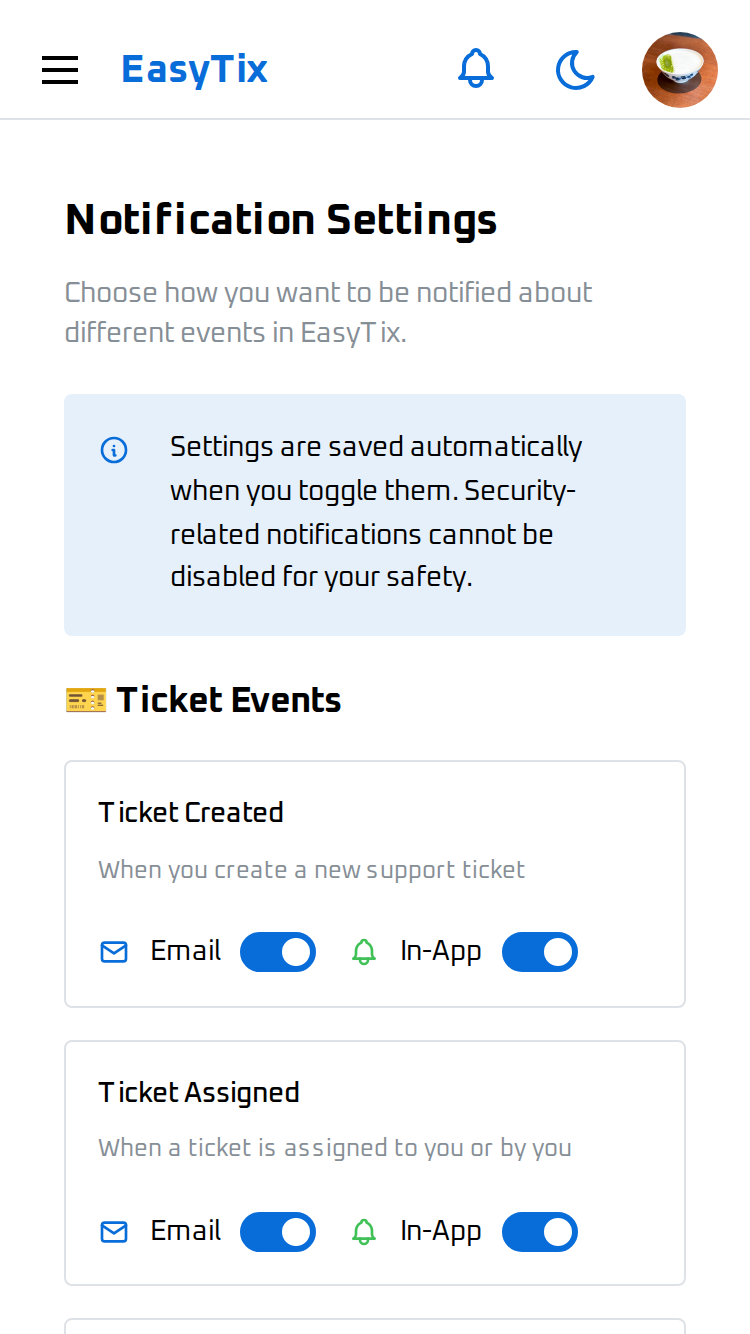 EasyTix
Notification Settings
Choose how you want to be notified about
different events in EasyTix.
Settings are saved automatically
when you toggle them. Security-
related notifications cannot be
disabled for your safety.
🎫 Ticket Events
Ticket Created
When you create a new support ticket
Email In-App
Ticket Assigned
When a ticket is assigned to you or by you
Email In-App